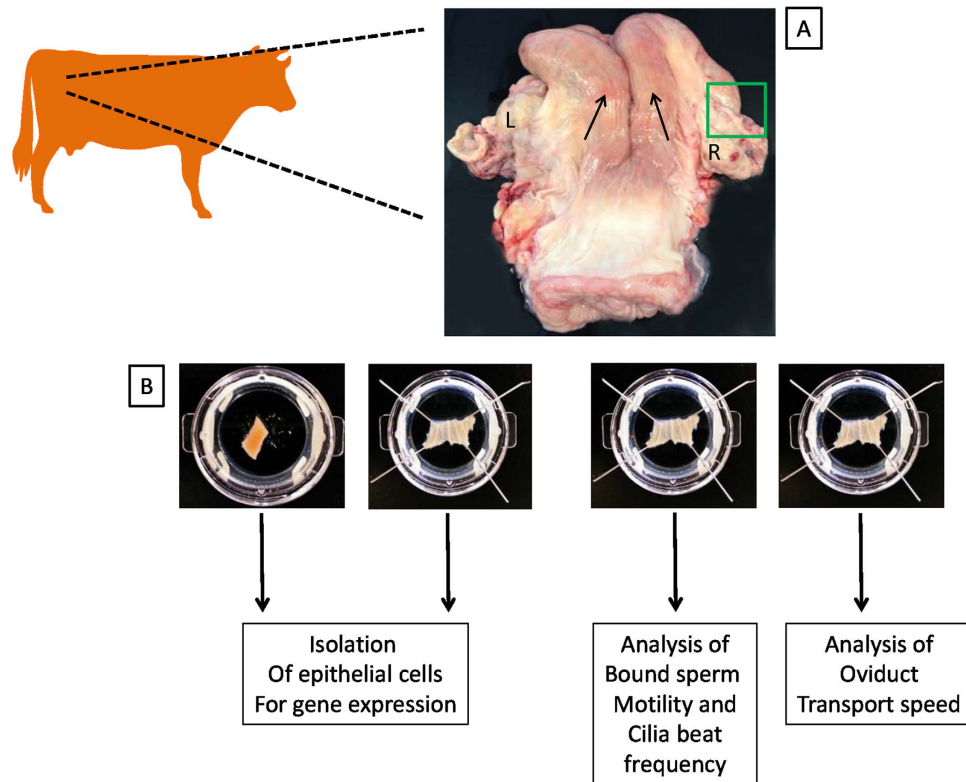 A
L
R
B
Isolation
Of epithelial cells
For gene expression
Analysis of
Bound sperm
Motility and
Cilia beat
frequency
Analysis of
Oviduct
Transport speed